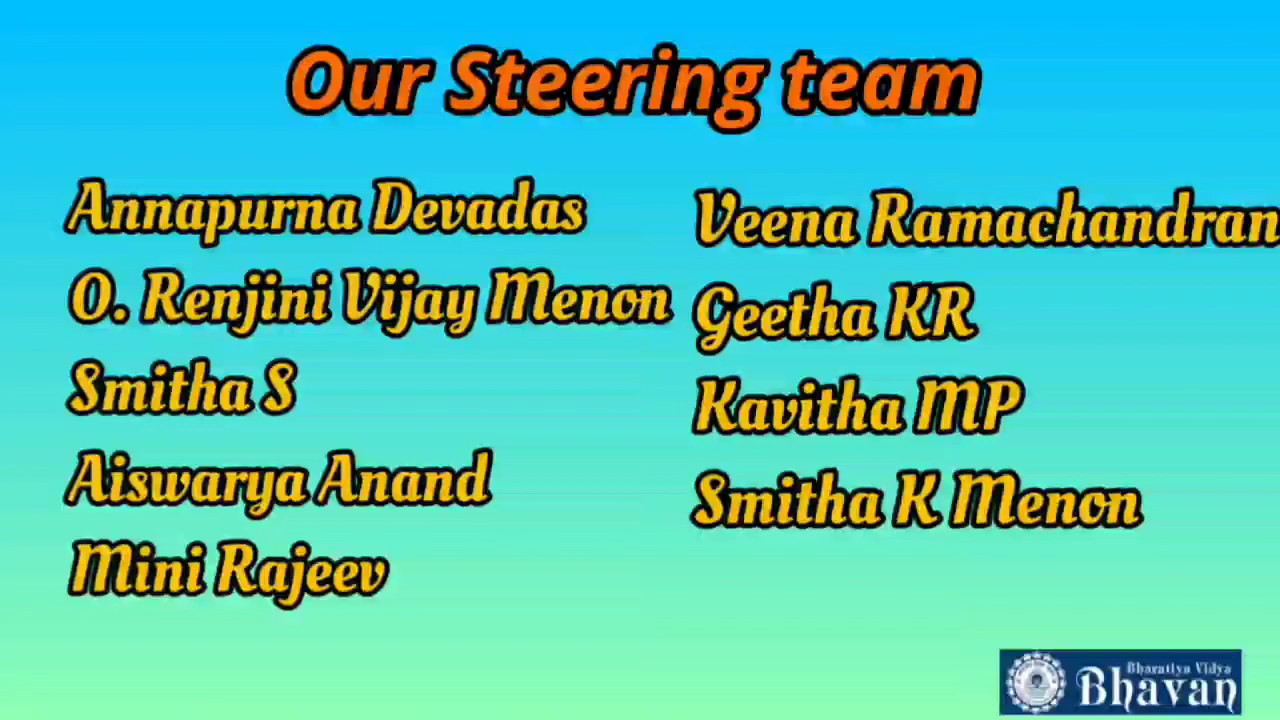 Our Steering team
Annapurna Devadas
O. Renjini Vijay Menon
Smitha S
Aiswarya Anand
Mini Rajeev
Veena Ramachandran
Geetha KR
Kavitha MP
Smitha K Menon
Bharatiya Vidya
Bhavan